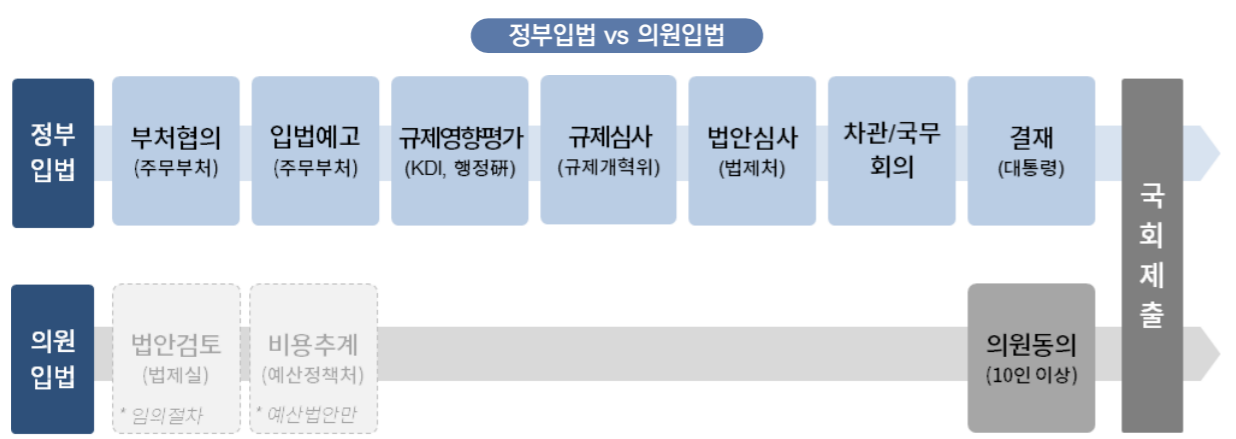 정부입법 vs 의원입법
정부
입법
부처협의
(주무부처)
입법예고
(주무부처)
규제영향평가
(KDI, 행정硏)
규제심사
(규제개혁위)
법안심사
(법제처)
차관/국무
회의
결재
(대통령)
국
회
제
출
의원
입법
법안검토
(법제실)
* 임의절차
비용추계
(예산정책처)
* 예산법안만
의원동의
(10인 이상)